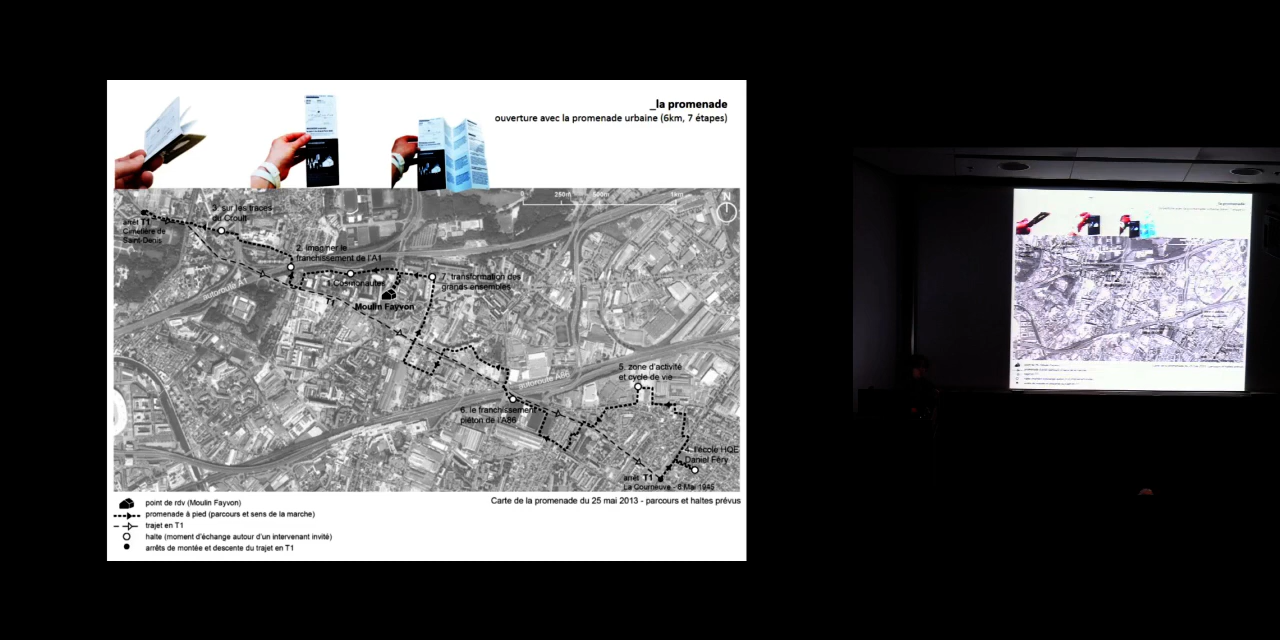 _la promenade
ouverture avec la promenade urbaine (6km, 7 étapes)
0 250m 500m 1km
N
3. sur les traces
du Croult
arrêt T1
Cimetière de
Saint-Denis
2. Imaginer le
franchissement de l'A1
1.Cosmonautes
7. transformation des
grands ensembles
autoroute A1
T1
Moulin Fayvon
5. zone d'activité
et cycle de vie
autoroute A86
6. le franchissement
piéton de l'A86
4. l'école HQE
Daniel Féry
arrêt T1
La Courneuve - 8 Mai 1945
Carte de la promenade du 25 mai 2013 - parcours et haltes prévus
point de rdv (Moulin Fayvon)
promenade à pied (parcours et sens de la marche)
trajet en T1
halte (moment d'échange autour d'un intervenant invité)
arrêts de montée et descente du trajet en T1
la promenade